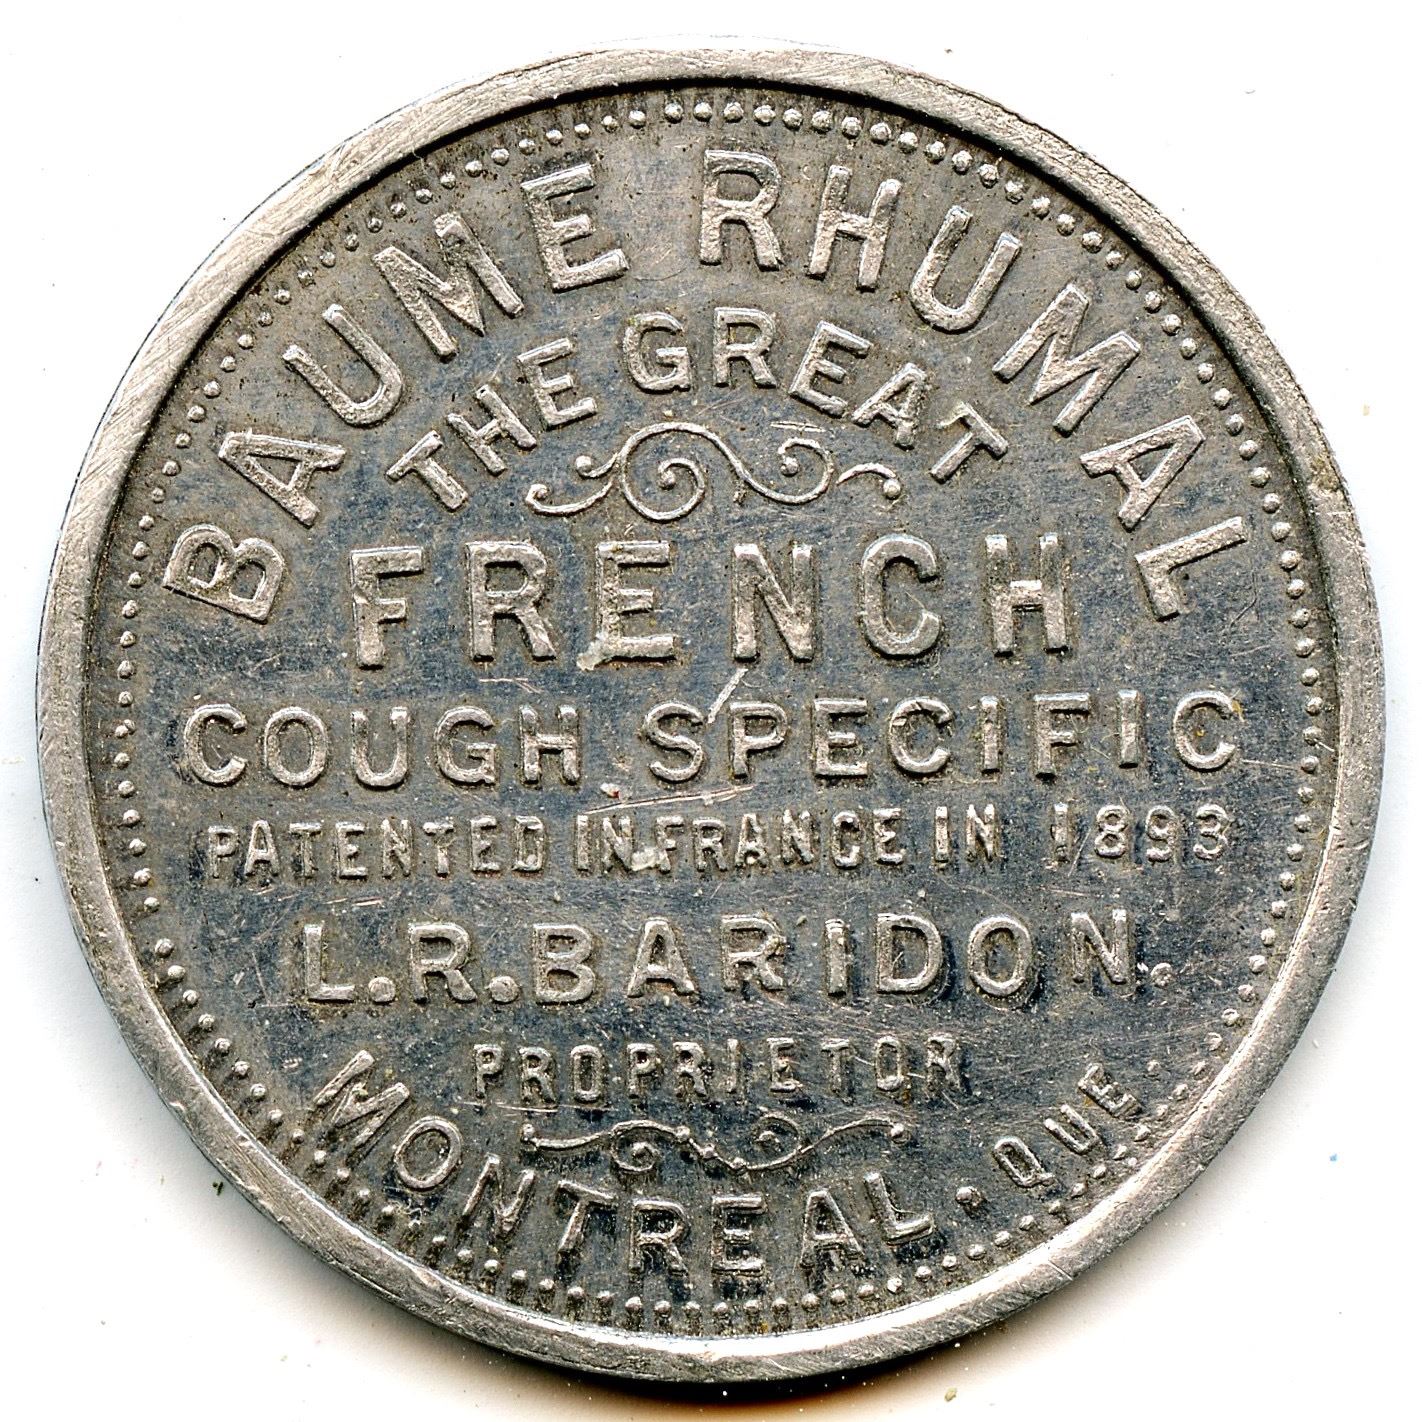 BAUME RHUMAL
THE GREAT
FRENCH
COUGH SPECIFIC
PATENTED IN FRANCE IN 1893
L.R.BARIDON.
PROPRIETOR
MONTREAL. QUE.